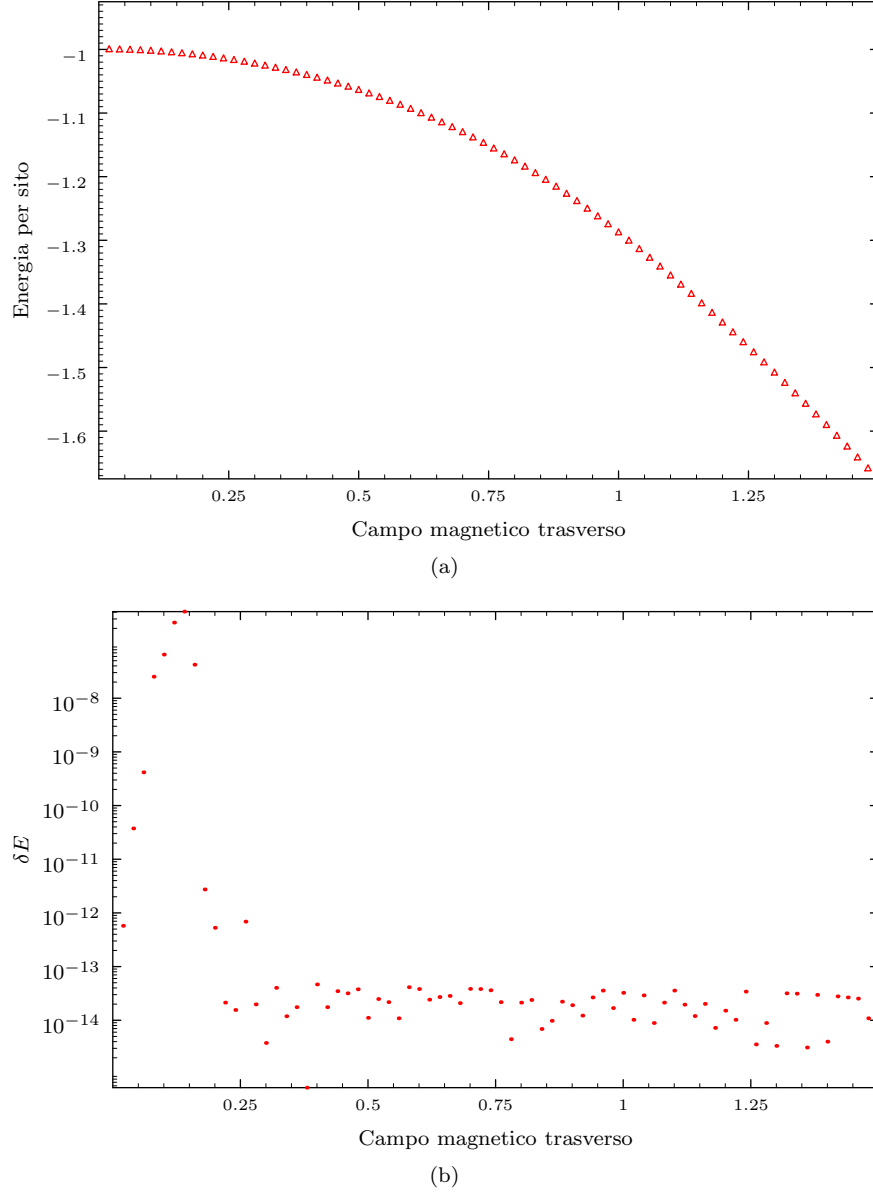 −1
−1.1
−1.2
−1.3
−1.4
−1.5
−1.6
Energia per sito
0.25 0.5 0.75 1 1.25
Campo magnetico trasverso
(a)
10−8
10−9
10−10
10−11
10−12
10−13
10−14
δE
0.25 0.5 0.75 1 1.25
Campo magnetico trasverso
(b)